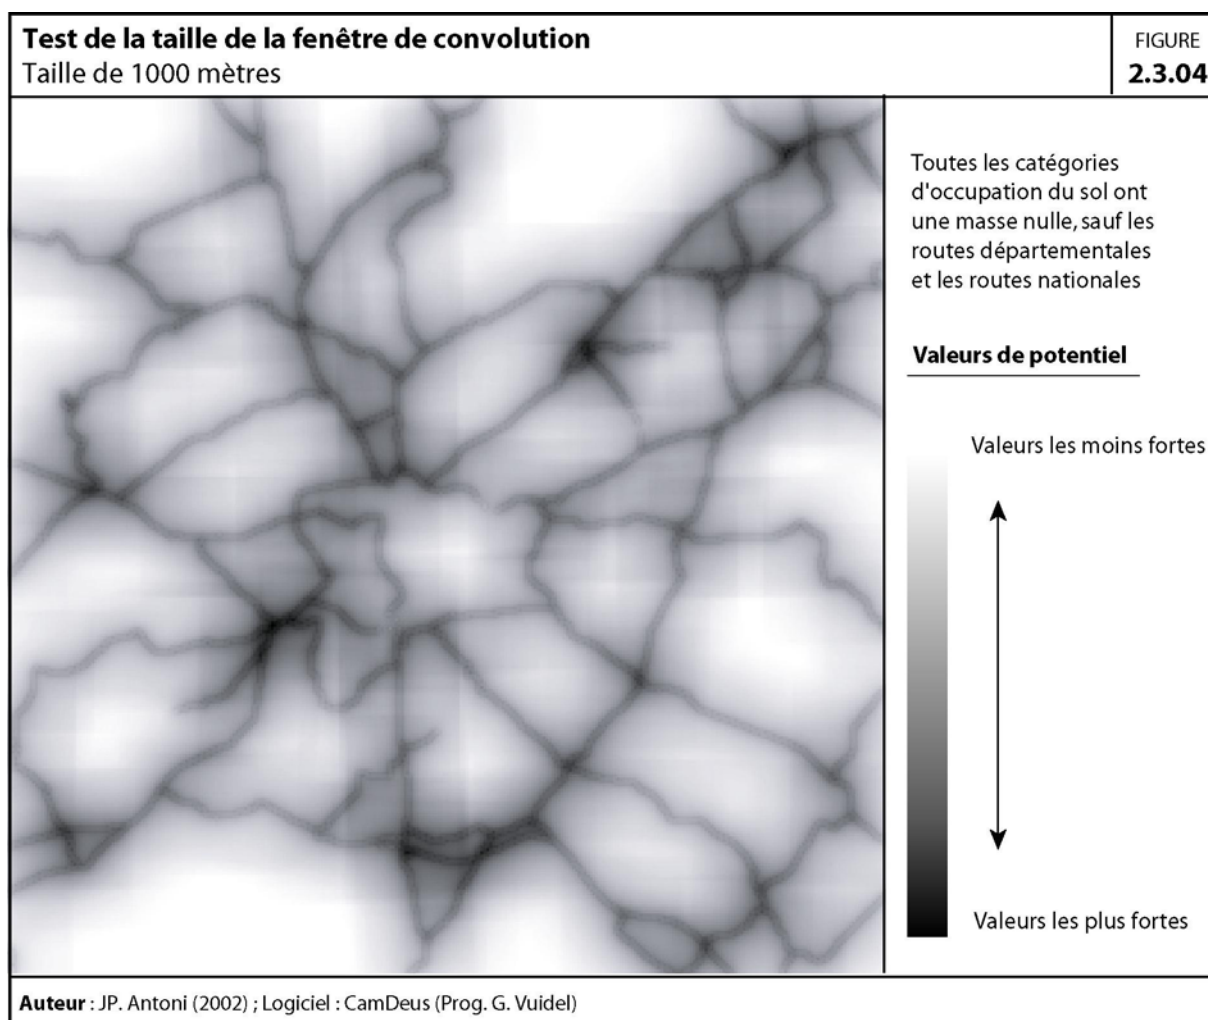 Test de la taille de la fenêtre de convolution
Taille de 1000 mètres
FIGURE
2.3.04
Toutes les catégories
d'occupation du sol ont
une masse nulle, sauf les
routes départementales
et les routes nationales
Valeurs de potentiel
Valeurs les moins fortes
Valeurs les plus fortes
Auteur : JP. Antoni (2002) ; Logiciel : CamDeus (Prog. G. Vuidel)